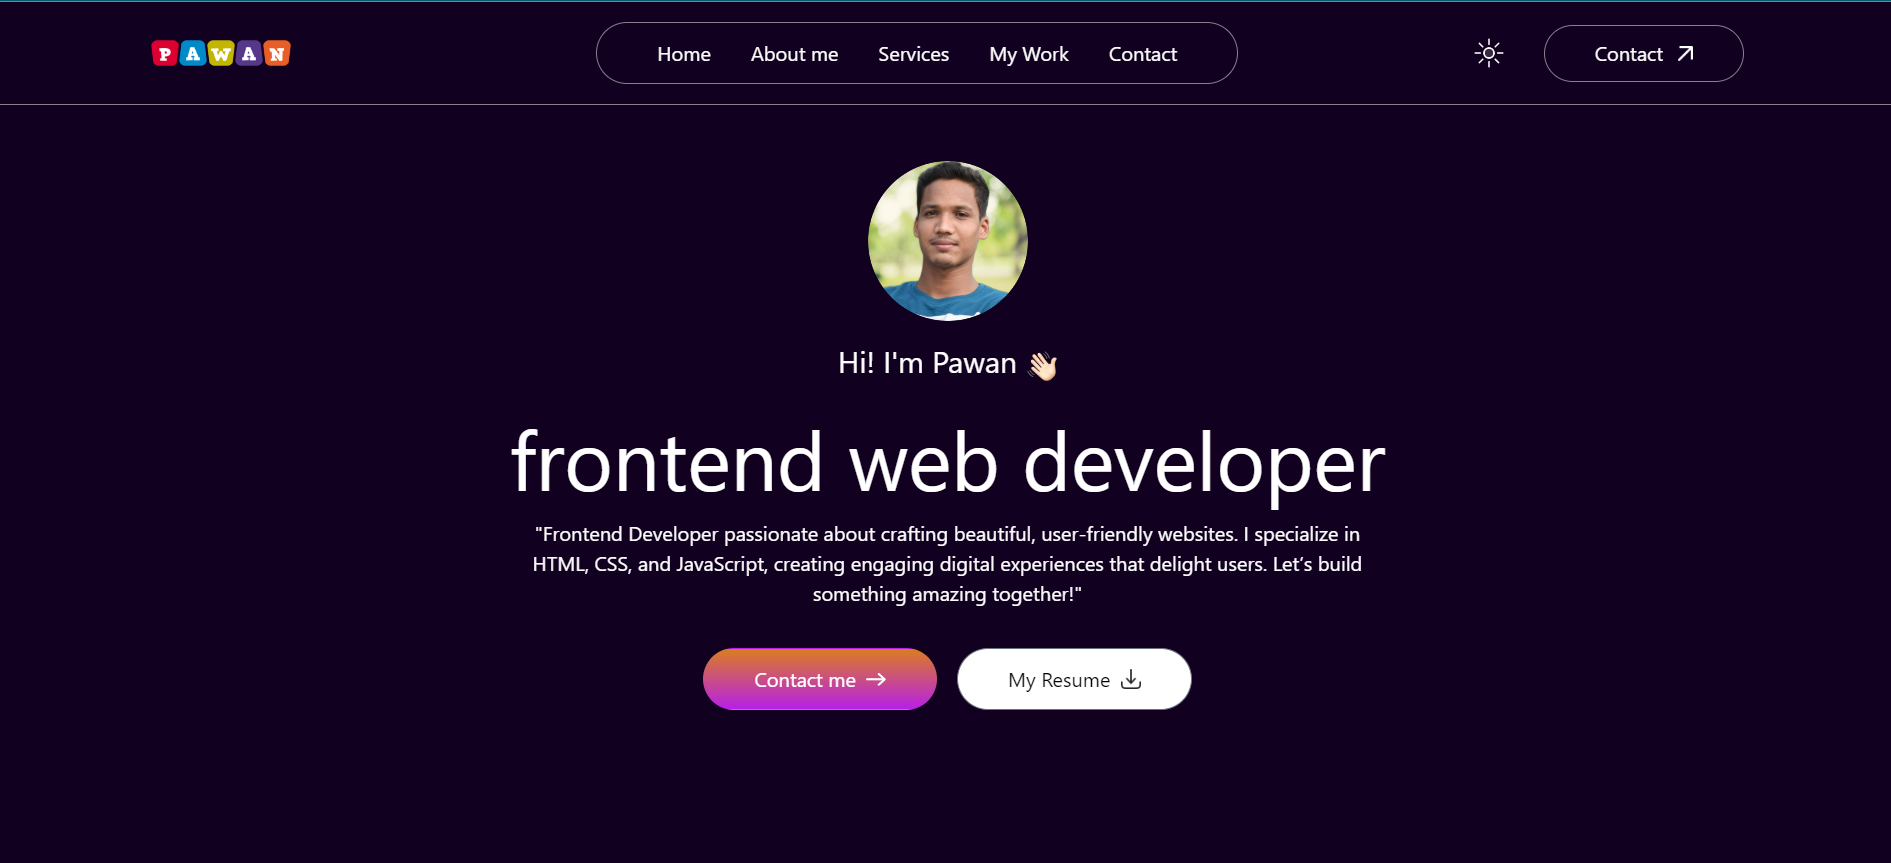 PAWAN
Home About me Services My Work Contact
Contact
Hi! I'm Pawan 👋🏻
frontend web developer
"Frontend Developer passionate about crafting beautiful, user-friendly websites. I specialize in
HTML, CSS, and JavaScript, creating engaging digital experiences that delight users. Let’s build
something amazing together!"
Contact me
My Resume